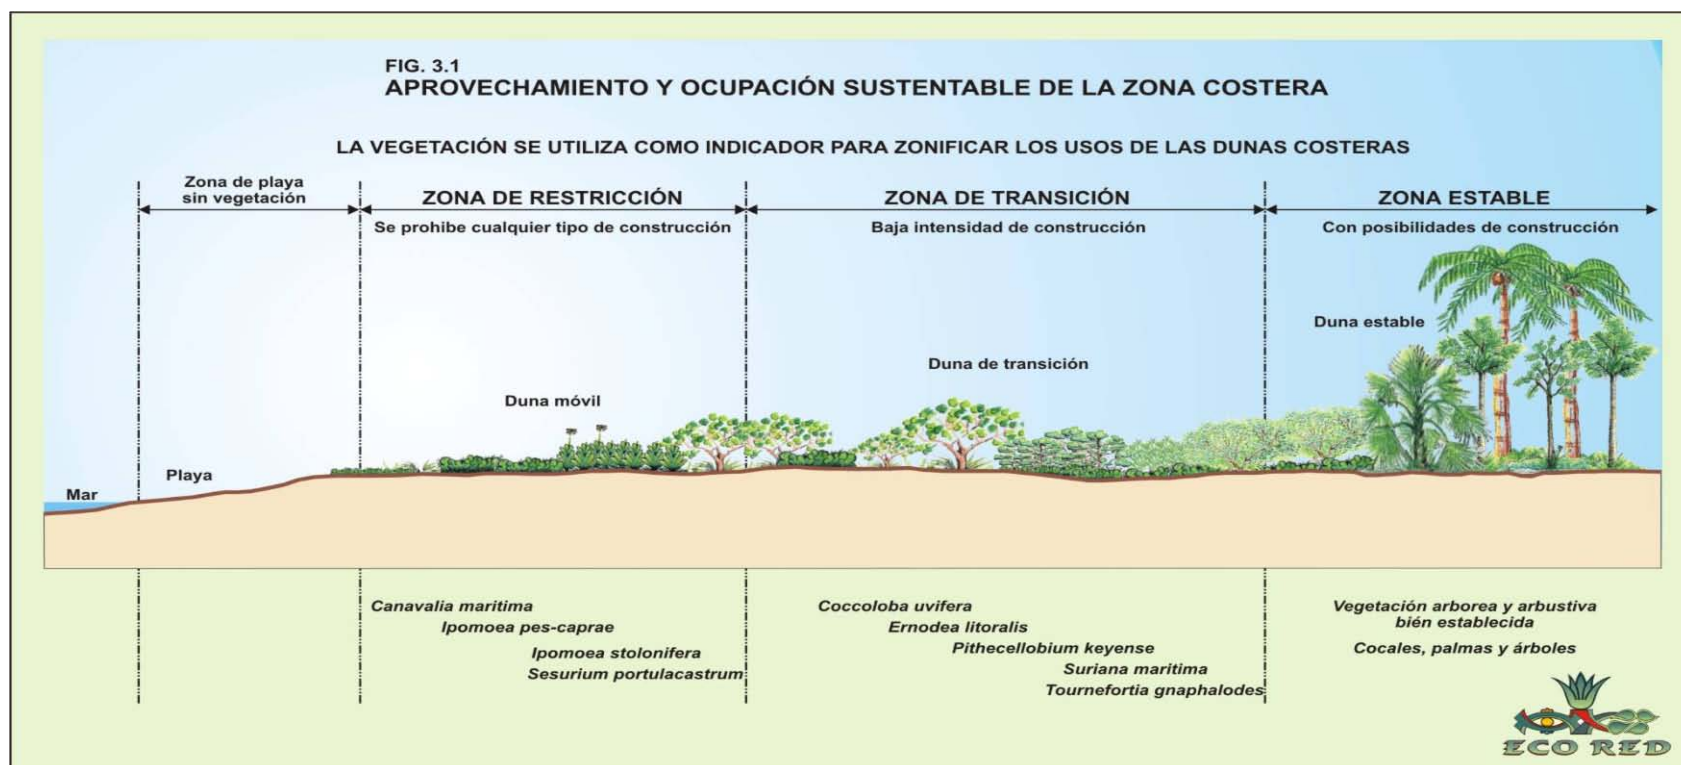 FIG. 3.1
APROVECHAMIENTO Y OCUPACIÓN SUSTENTABLE DE LA ZONA COSTERA
LA VEGETACIÓN SE UTILIZA COMO INDICADOR PARA ZONIFICAR LOS USOS DE LAS DUNAS COSTERAS
Zona de playa
sin vegetación
ZONA DE RESTRICCIÓN
Se prohibe cualquier tipo de construcción
ZONA DE TRANSICIÓN
Baja intensidad de construcción
ZONA ESTABLE
Con posibilidades de construcción
Duna estable
Duna de transición
Duna móvil
Playa
Mar
Canavalia maritima
Ipomoea pes-caprae
Ipomoea stolonifera
Sesurium portulacastrum
Coccoloba uvifera
Ernodea litoralis
Pithecellobium keyense
Suriana maritima
Tournefortia gnaphalodes
Vegetación arborea y arbustiva
bién establecida
Cocales, palmas y árboles
ECO RED